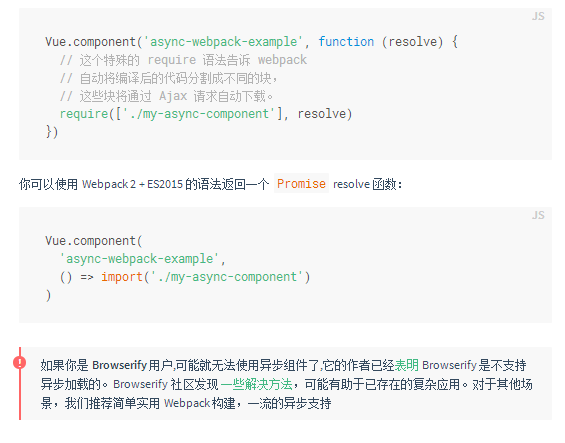 JS
Vue.component('async-webpack-example', function (resolve) {
// 这个特殊的 require 语法告诉 webpack
// 自动将编译后的代码分割成不同的块，
// 这些块将通过 Ajax 请求自动下载。
require(['./my-async-component'], resolve)
})
你可以使用 Webpack 2 + ES2015 的语法返回一个 Promise resolve 函数：
JS
Vue.component(
'async-webpack-example',
() => import('./my-async-component')
)
如果你是 Browserify 用户,可能就无法使用异步组件了,它的作者已经表明 Browserify 是不支持
异步加载的。Browserify 社区发现 一些解决方法，可能有助于已存在的复杂应用。对于其他场
景，我们推荐简单实用 Webpack 构建，一流的异步支持